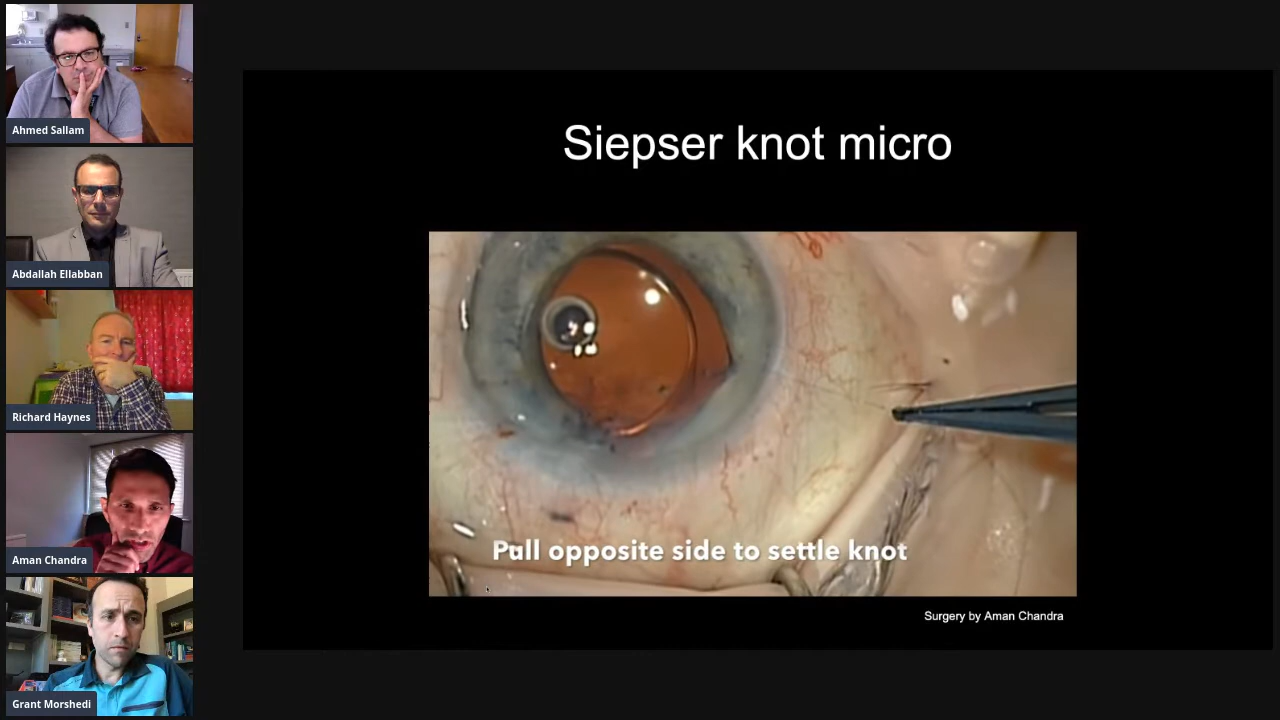 Ahmed Sallam
Abdallah Ellabban
Richard Haynes
Aman Chandra
Grant Morshedi
Siepser knot micro
Pull opposite side to settle knot
Surgery by Aman Chandra